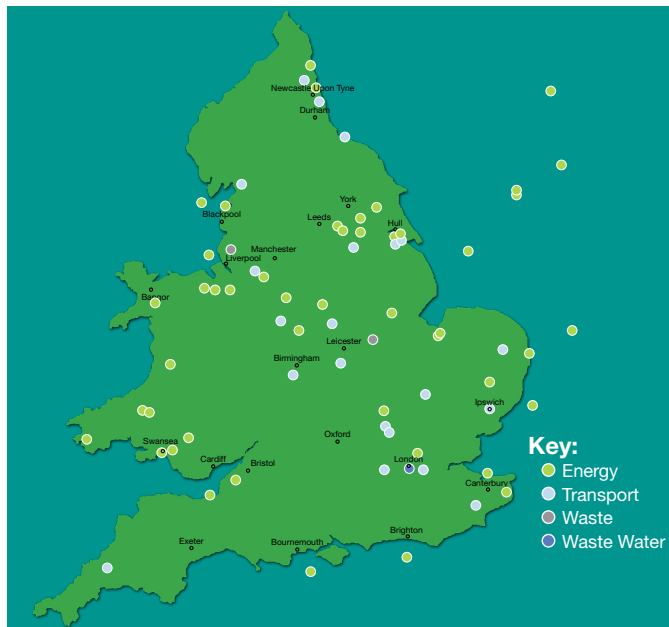 Newcastle Upon Tyne
Durham
York
Blackpool
Leeds
Hull
Manchester
Liverpool
Bangor
Leicester
Birmingham
Ipswich
Oxford
Swansea
Cardiff
Bristol
London
Canterbury
Key:
Energy
Transport
Waste
Waste Water
Brighton
Exeter
Bournemouth